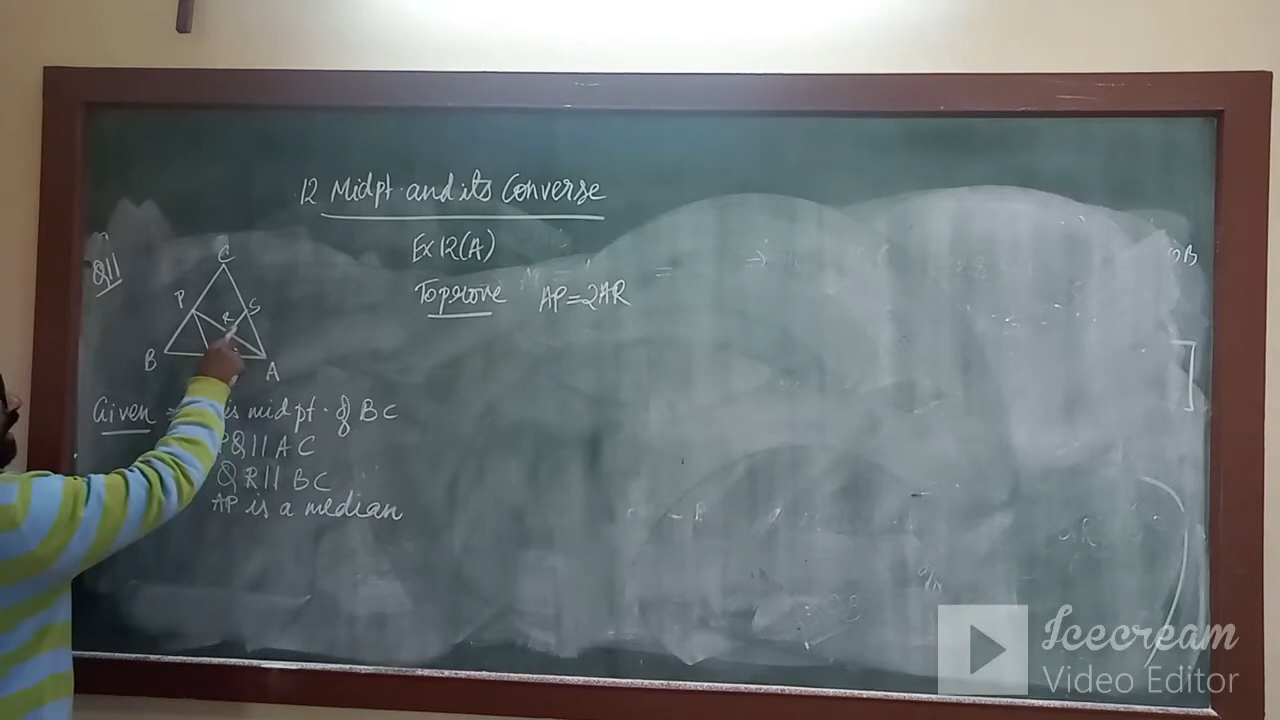 12 Midpt. and its Converse
Ex 12(A)
Q11
To prove AP=2AR
C
P
S
R
B
A
Given is midpt. of BC
PQ||AC
QR||BC
AP is a median
Icecream
Video Editor